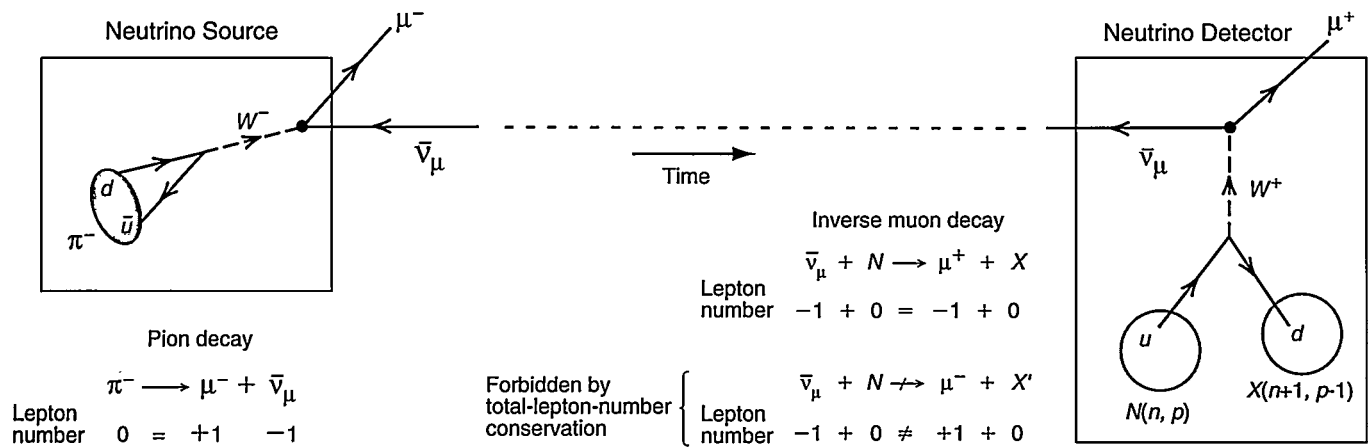 Neutrino Source
μ⁻
W⁻
d
ū
π⁻
ν̄μ
Time
Neutrino Detector
μ⁺
ν̄μ
W⁺
u
d
N(n, p)
X(n+1, p-1)
Pion decay
π⁻ ⟶ μ⁻ + ν̄μ
Lepton number 0 = +1 -1
Inverse muon decay
ν̄μ + N ⟶ μ⁺ + X
Lepton number −1 + 0 = −1 + 0
Forbidden by
total-lepton-number
conservation
ν̄μ + N ↛ μ⁻ + X'
Lepton number −1 + 0 ≠ +1 + 0